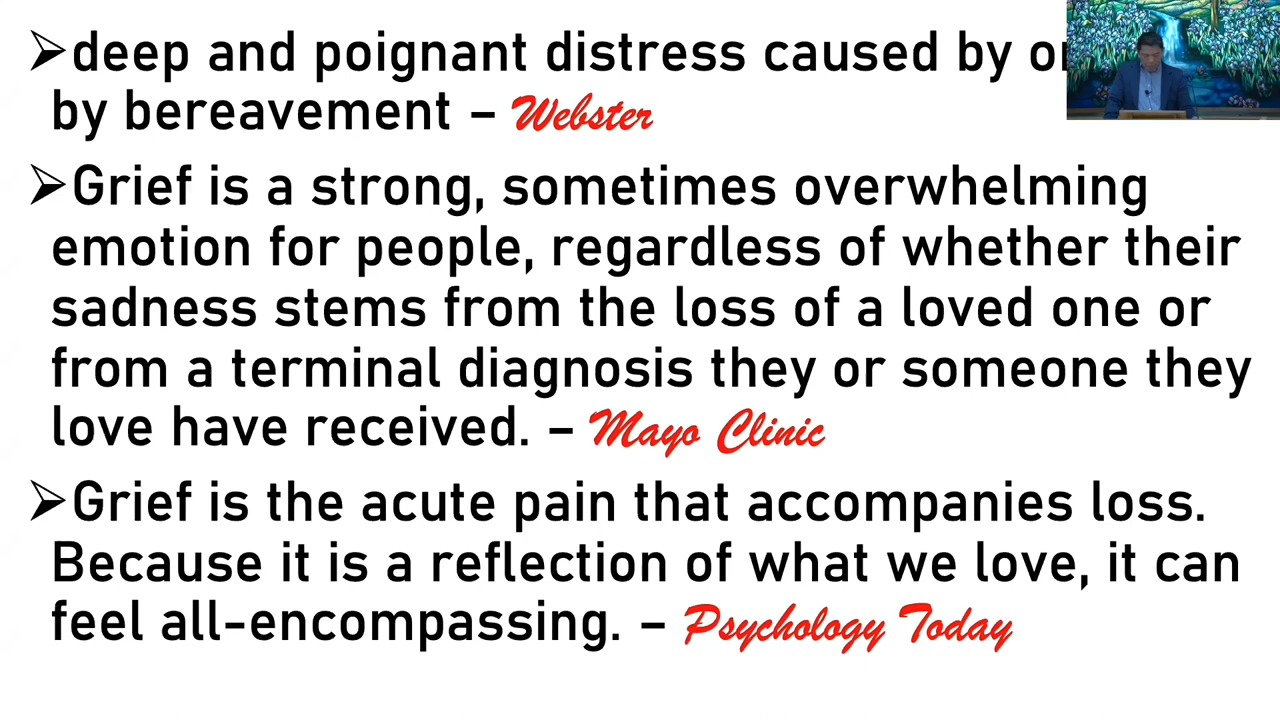 ➢deep and poignant distress caused by
by bereavement – Webster
➢Grief is a strong, sometimes overwhelming
emotion for people, regardless of whether their
sadness stems from the loss of a loved one or
from a terminal diagnosis they or someone they
love have received. – Mayo Clinic
➢Grief is the acute pain that accompanies loss.
Because it is a reflection of what we love, it can
feel all-encompassing. – Psychology Today